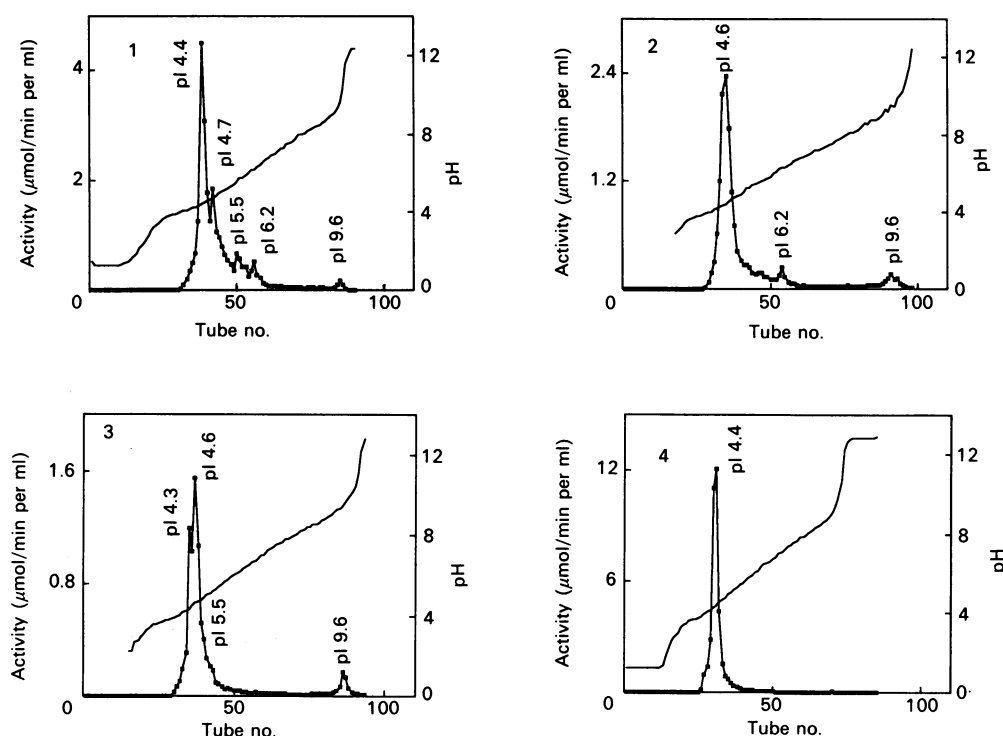 1
Activity (μmol/min per ml)
4
2
pI 4.4
pI 4.7
pI 5.5
pI 6.2
pI 9.6
12
8
4
0
pH
0
50
100
Tube no.
2
Activity (μmol/min per ml)
2.4
1.2
pI 4.6
pI 6.2
pI 9.6
12
8
4
0
pH
0
50
100
Tube no.
3
Activity (μmol/min per ml)
1.6
0.8
pI 4.3
pI 4.6
pI 5.5
pI 9.6
12
8
4
0
pH
0
50
100
Tube no.
4
Activity (μmol/min per ml)
12
6
pI 4.4
12
8
4
0
pH
0
50
100
Tube no.